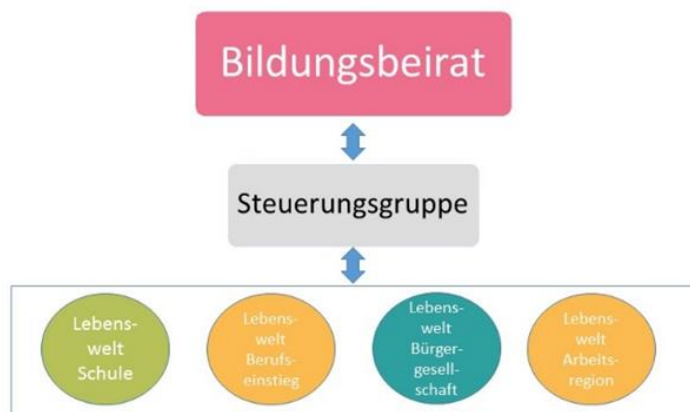 Bildungsbeirat
Steuerungsgruppe
Lebens-
welt
Schule
Lebens-
welt
Berufs-
einstieg
Lebens-
welt
Bürger-
gesell-
schaft
Lebens-
welt
Arbeits-
region